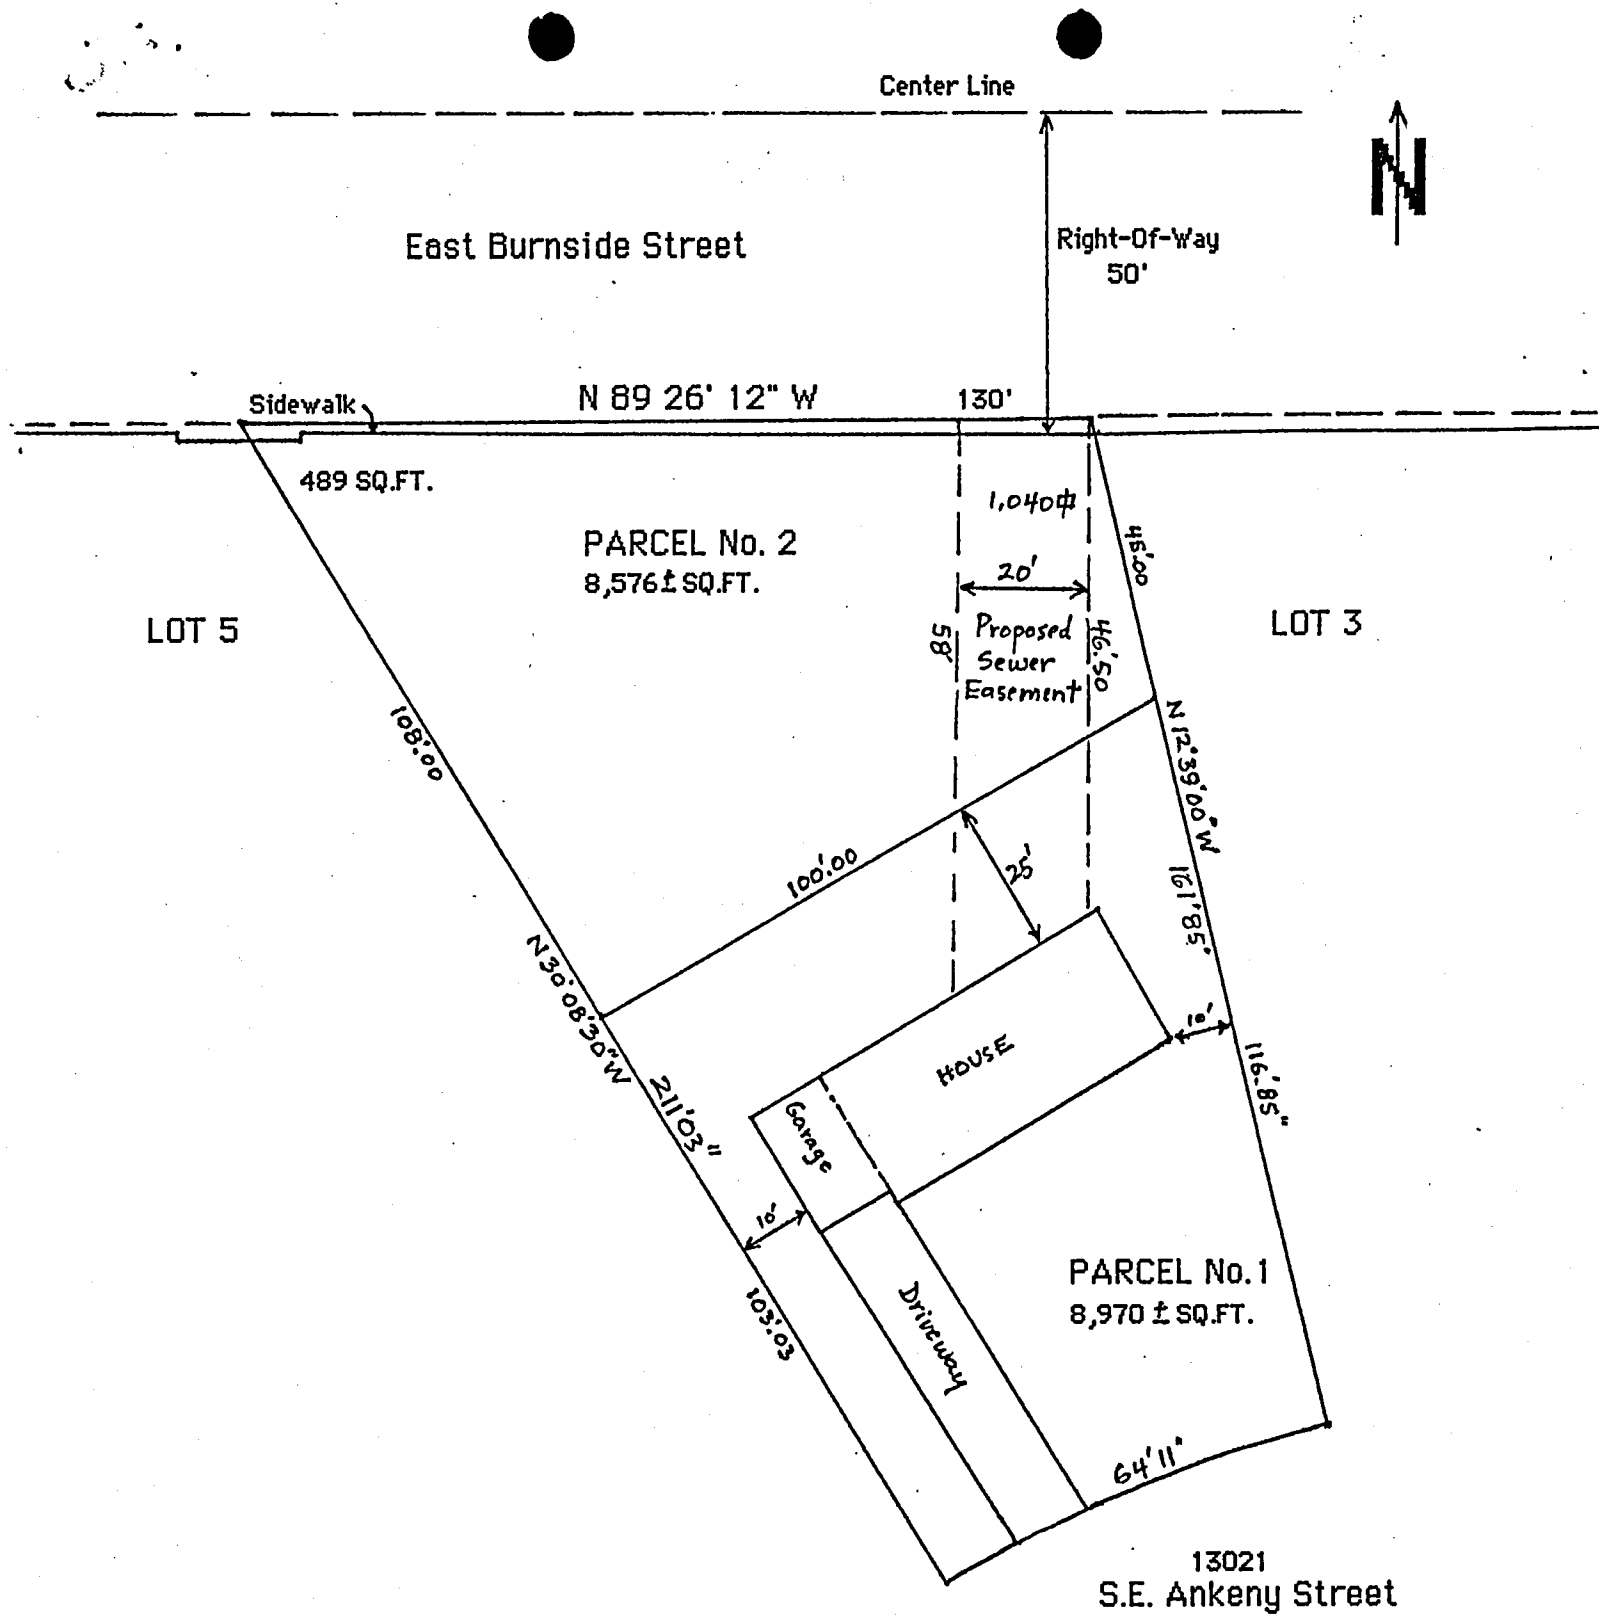 Center Line
N
East Burnside Street
Right-Of-Way
50'
Sidewalk
N 89 26' 12" W
130'
489 SQ.FT.
1,040⌗
PARCEL No. 2
8,576± SQ.FT.
45'.00
20'
LOT 5
LOT 3
58'
Proposed
Sewer
Easement
46'.50
108'.00
N 12°39'00" W
161'85"
100'.00
25'
N30°08'30"W
211'03"
HOUSE
10'
116'.85"
Garage
10'
103'.03
Driveway
PARCEL No.1
8,970 ± SQ.FT.
64'11"
13021
S.E. Ankeny Street